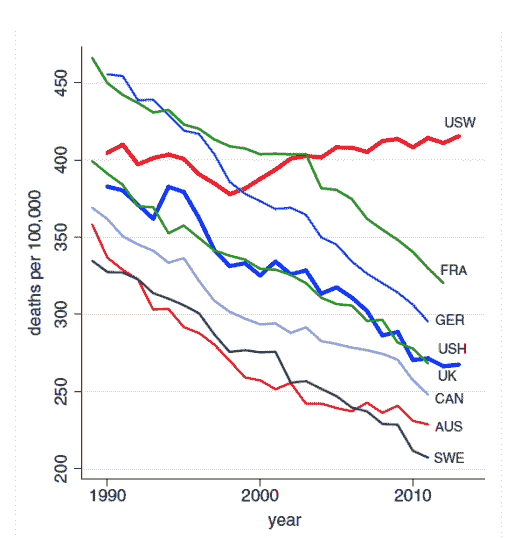 450
400
350
300
250
200
deaths per 100,000
USW
FRA
GER
USH
UK
CAN
AUS
SWE
1990
2000
2010
year